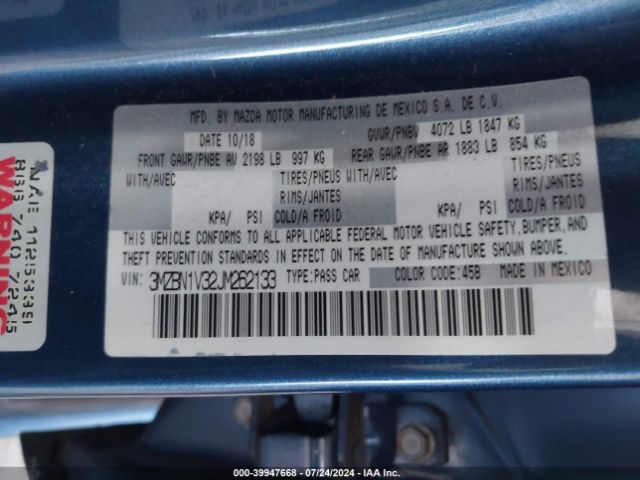 MFD. BY MAZDA MOTOR MANUFACTURING DE MEXICO S.A. DE C.V.
DATE 10/18 GVWR/PNBV 4072 LB 1847 KG
FRONT GAWR/PNBE AV 2198 LB 997 KG REAR GAWR/PNBE AR 1883 LB 854 KG
WITH/AVEC TIRES/PNEUS WITH/AVEC TIRES/PNEUS
RIMS/JANTES RIMS/JANTES
KPA/ PSI COLD/A FROID KPA/ PSI COLD/A FROID
THIS VEHICLE CONFORMS TO ALL APPLICABLE FEDERAL MOTOR VEHICLE SAFETY, BUMPER, AND
THEFT PREVENTION STANDARDS IN EFFECT ON THE DATE OF MANUFACTURE SHOWN ABOVE.
VIN: 3MZBN1V32JM262133 TYPE:PASS CAR COLOR CODE:45B MADE IN MEXICO
WARNING
000-39947668 - 07/24/2024 - IAA Inc.